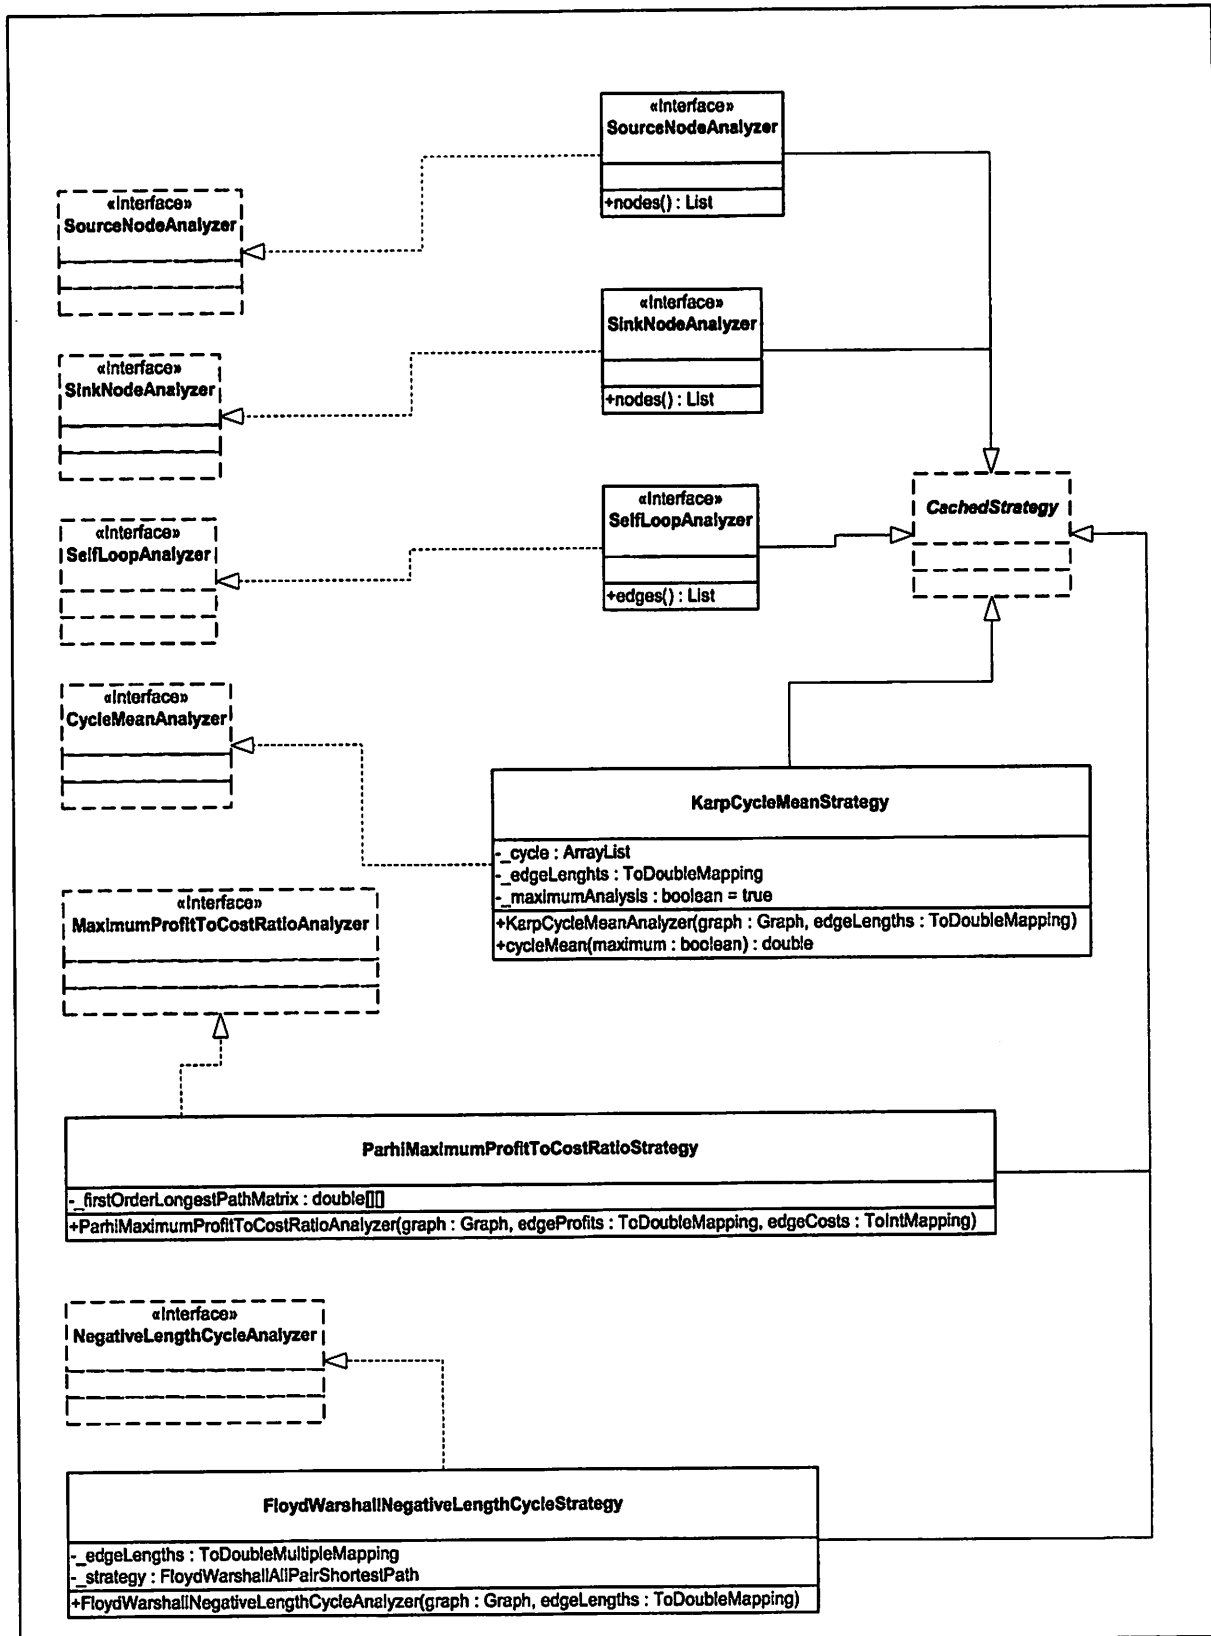 «Interface»
SourceNodeAnalyzer
+nodes() : List
«Interface»
SourceNodeAnalyzer
«Interface»
SinkNodeAnalyzer
+nodes() : List
«Interface»
SinkNodeAnalyzer
«Interface»
SelfLoopAnalyzer
+edges() : List
CachedStrategy
«Interface»
SelfLoopAnalyzer
«Interface»
CycleMeanAnalyzer
KarpCycleMeanStrategy
-_cycle : ArrayList
-_edgeLenghts : ToDoubleMapping
-_maximumAnalysis : boolean = true
+KarpCycleMeanAnalyzer(graph : Graph, edgeLengths : ToDoubleMapping)
+cycleMean(maximum : boolean) : double
«Interface»
MaximumProfitToCostRatioAnalyzer
ParhiMaximumProfitToCostRatioStrategy
-_firstOrderLongestPathMatrix : double[][]
+ParhiMaximumProfitToCostRatioAnalyzer(graph : Graph, edgeProfits : ToDoubleMapping, edgeCosts : ToIntMapping)
«Interface»
NegativeLengthCycleAnalyzer
FloydWarshallNegativeLengthCycleStrategy
-_edgeLengths : ToDoubleMultipleMapping
-_strategy : FloydWarshallAllPairShortestPath
+FloydWarshallNegativeLengthCycleAnalyzer(graph : Graph, edgeLengths : ToDoubleMapping)